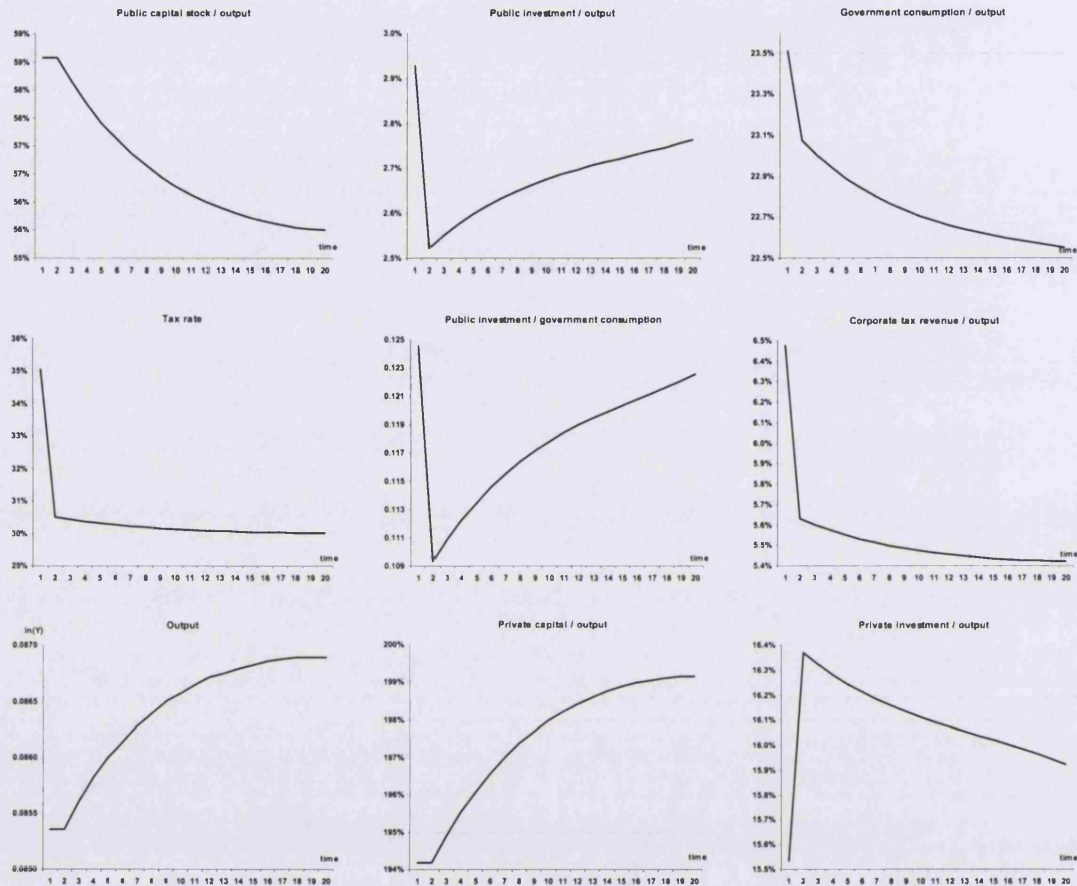 Public capital stock / output
59%
59%
58%
58%
57%
57%
56%
56%
55%
time
1 2 3 4 5 6 7 8 9 10 11 12 13 14 15 16 17 18 19 20
Public investment / output
3.0%
2.9%
2.8%
2.7%
2.6%
2.5%
time
1 2 3 4 5 6 7 8 9 10 11 12 13 14 15 16 17 18 19 20
Government consumption / output
23.5%
23.3%
23.1%
22.9%
22.7%
22.5%
time
1 2 3 4 5 6 7 8 9 10 11 12 13 14 15 16 17 18 19 20
Tax rate
36%
35%
34%
33%
32%
31%
30%
29%
time
1 2 3 4 5 6 7 8 9 10 11 12 13 14 15 16 17 18 19 20
Public investment / government consumption
0.125
0.123
0.121
0.119
0.117
0.115
0.113
0.111
0.109
time
1 2 3 4 5 6 7 8 9 10 11 12 13 14 15 16 17 18 19 20
Corporate tax revenue / output
6.5%
6.4%
6.3%
6.2%
6.1%
6.0%
5.9%
5.8%
5.7%
5.6%
5.5%
5.4%
time
1 2 3 4 5 6 7 8 9 10 11 12 13 14 15 16 17 18 19 20
Output
ln(Y)
0.0870
0.0865
0.0860
0.0855
0.0850
time
1 2 3 4 5 6 7 8 9 10 11 12 13 14 15 16 17 18 19 20
Private capital / output
200%
199%
198%
197%
196%
195%
194%
time
1 2 3 4 5 6 7 8 9 10 11 12 13 14 15 16 17 18 19 20
Private investment / output
16.4%
16.3%
16.2%
16.1%
16.0%
15.9%
15.8%
15.7%
15.6%
15.5%
time
1 2 3 4 5 6 7 8 9 10 11 12 13 14 15 16 17 18 19 20